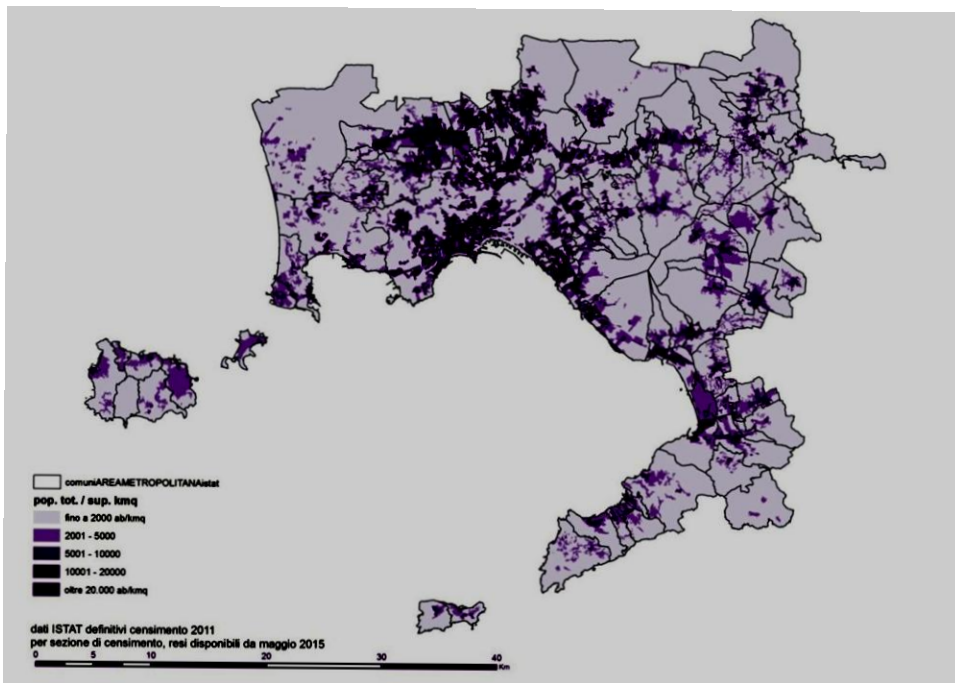 comuniAREAMETROPOLITANAistat
pop. tot. / sup. kmq
fino a 2000 ab/kmq
2001 - 5000
5001 - 10000
10001 - 20000
oltre 20.000 ab/kmq
dati ISTAT definitivi censimento 2011
per sezione di censimento, resi disponibili da maggio 2015
0 5 10 20 30 40
Km